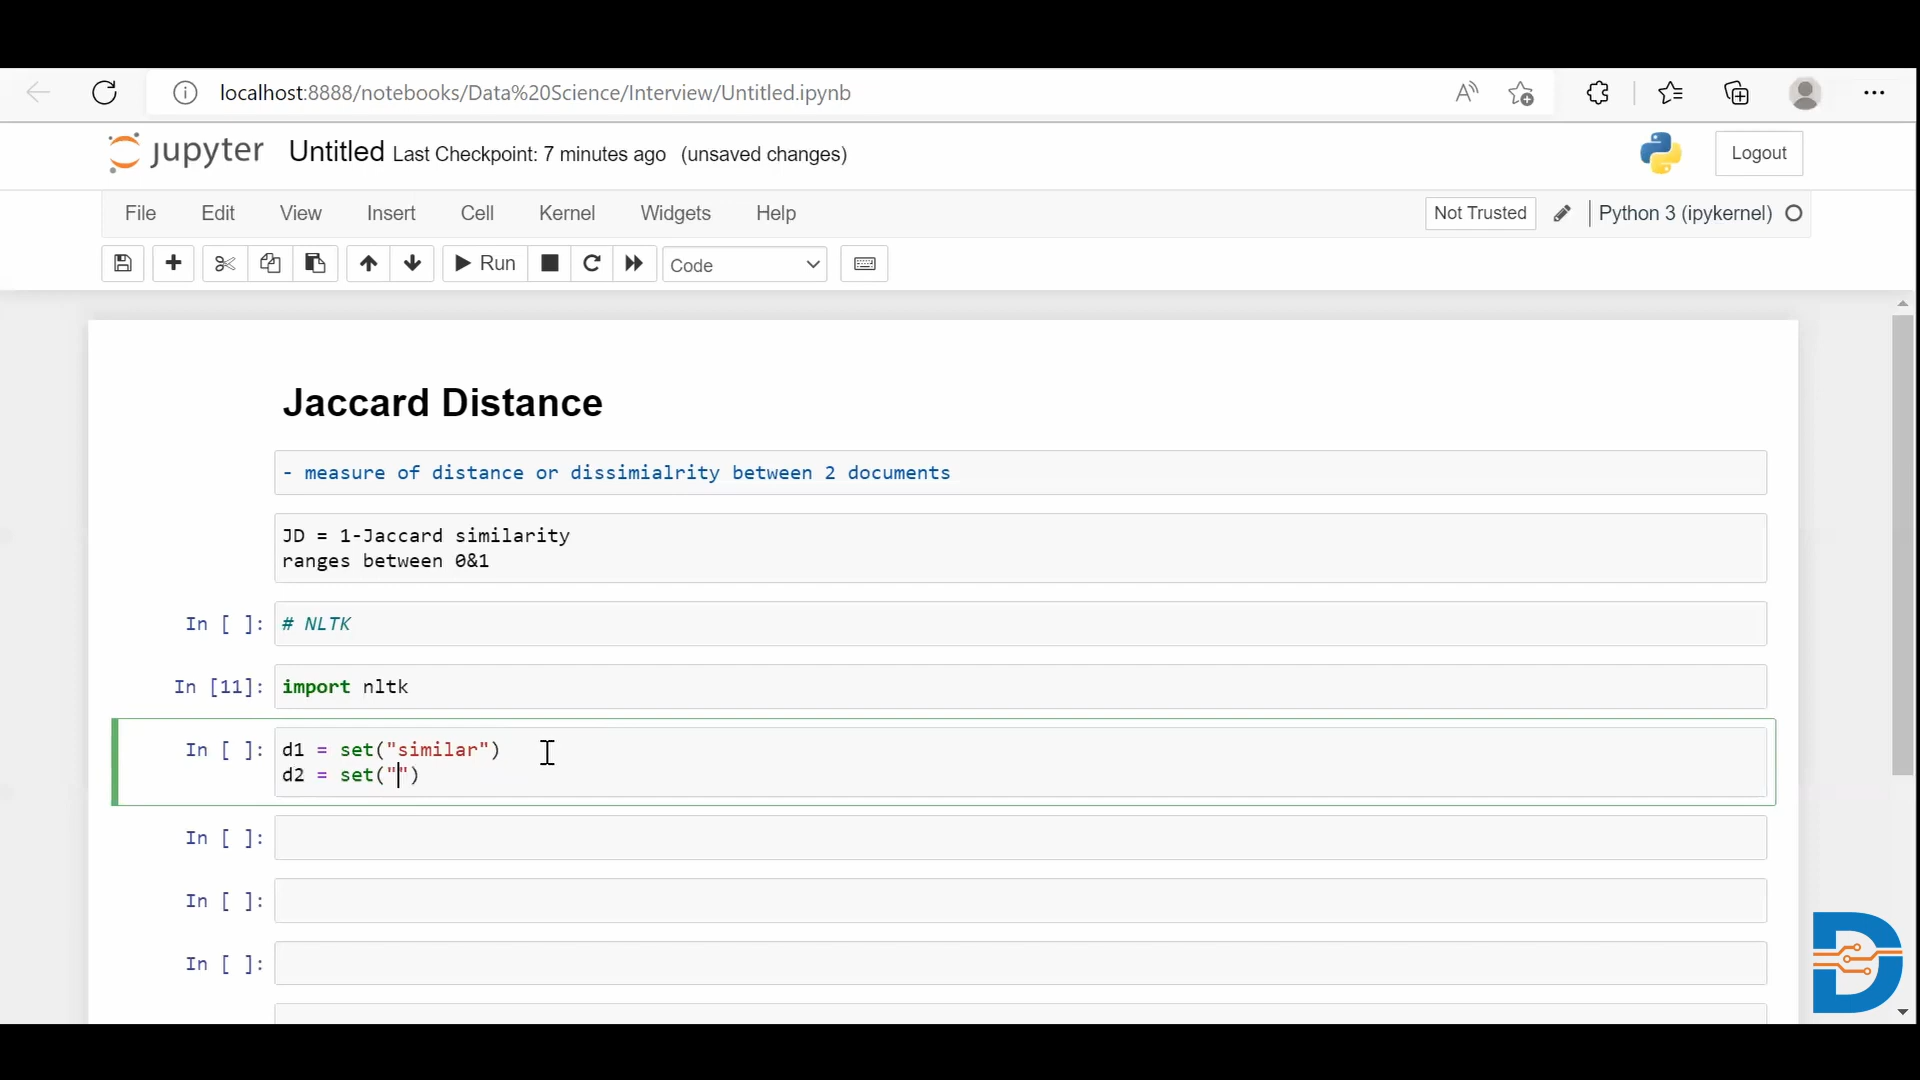 localhost:8888/notebooks/Data%20Science/Interview/Untitled.ipynb
jupyter Untitled Last Checkpoint: 7 minutes ago (unsaved changes)
Logout
File Edit View Insert Cell Kernel Widgets Help
Not Trusted Python 3 (ipykernel)
Run Code
Jaccard Distance
- measure of distance or dissimialrity between 2 documents
JD = 1-Jaccard similarity
ranges between 0&1
In [ ]: # NLTK
In [11]: import nltk
In [ ]: d1 = set("similar")
d2 = set("")
In [ ]:
In [ ]:
In [ ]: